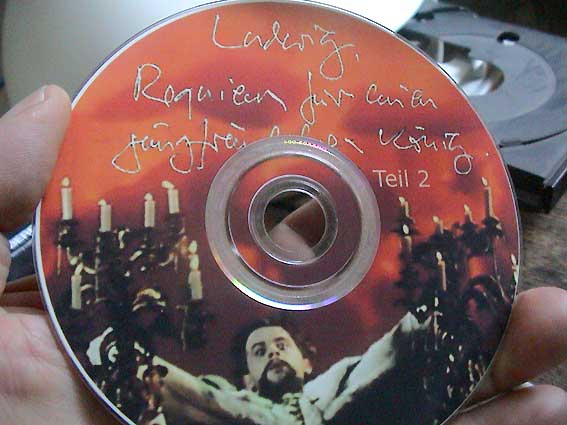 Ludwig,
Requiem für einen
jungfräulichen König.
Teil 2